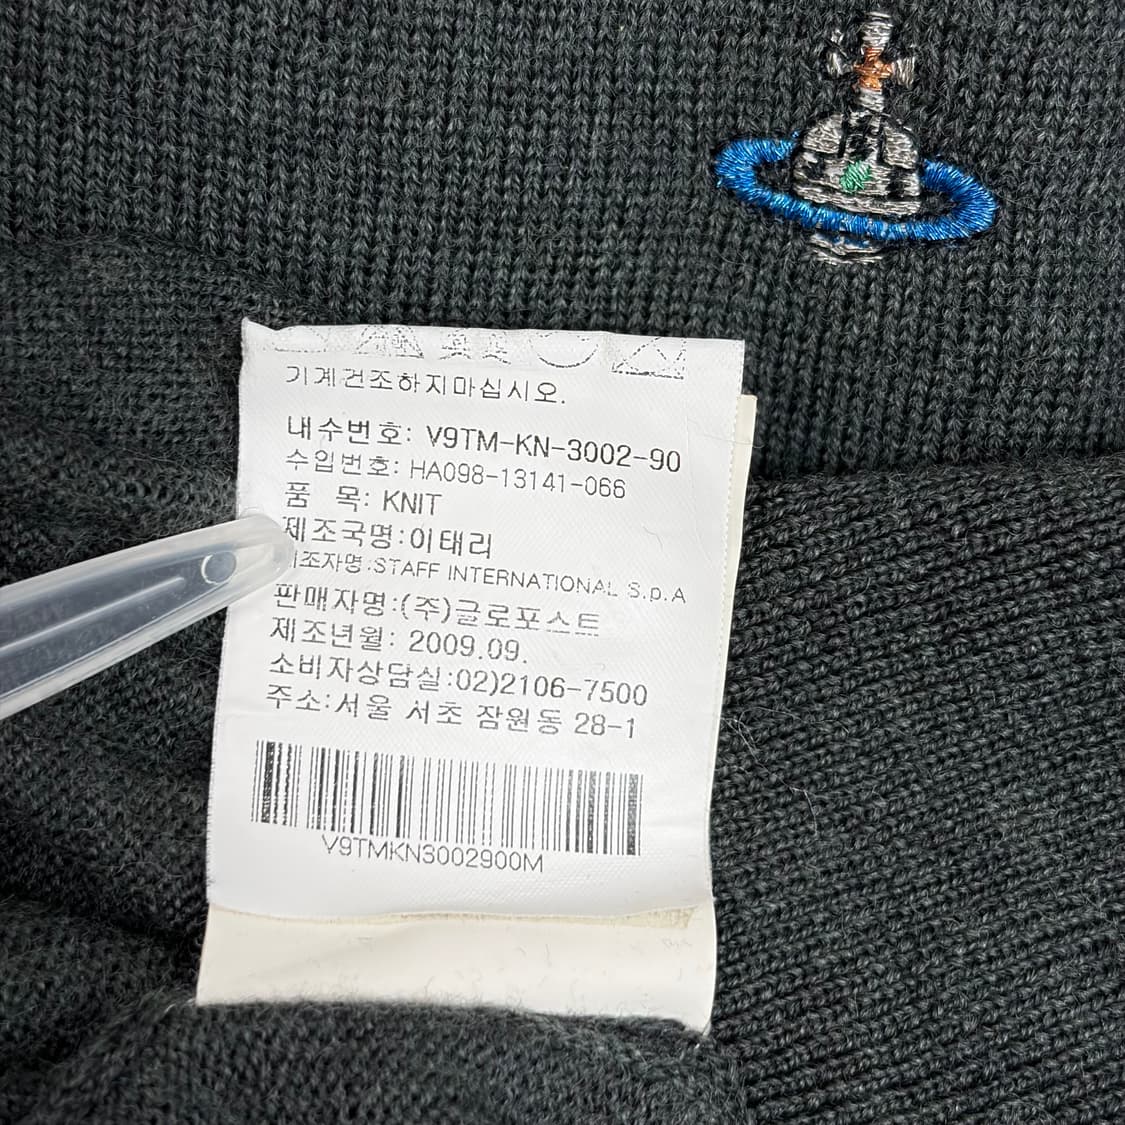 기계건조하지마십시오.
내수번호: V9TM-KN-3002-90
수입번호: HA098-13141-066
품 목: KNIT
제조국명:이태리
조자명:STAFF INTERNATIONAL S.p.A
판매자명:(주)글로포스트
제조년월: 2009.09.
소비자상담실:02)2106-7500
주소:서울 서초 잠원동 28-1
V9TMKN3002900M